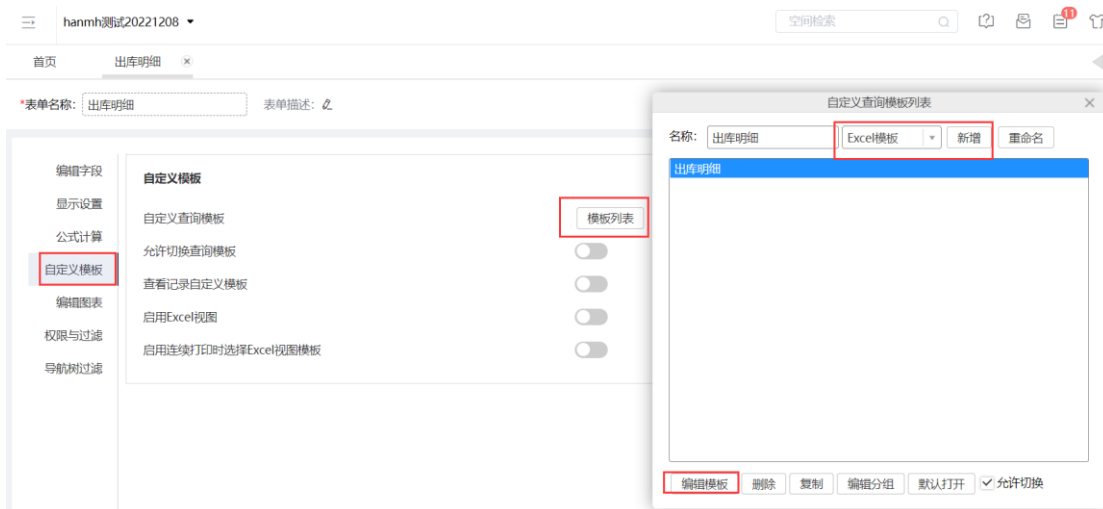 hanmh测试20221208
空间检索
11
首页
出库明细
*表单名称: 出库明细
表单描述:
编辑字段
显示设置
公式计算
自定义模板
编辑图表
权限与过滤
导航树过滤
自定义模板
自定义查询模板
模板列表
允许切换查询模板
查看记录自定义模板
启用Excel视图
启用连续打印时选择Excel视图模板
自定义查询模板列表
名称: 出库明细 Excel模板 新增 重命名
出库明细
编辑模板 删除 复制 编辑分组 默认打开 允许切换